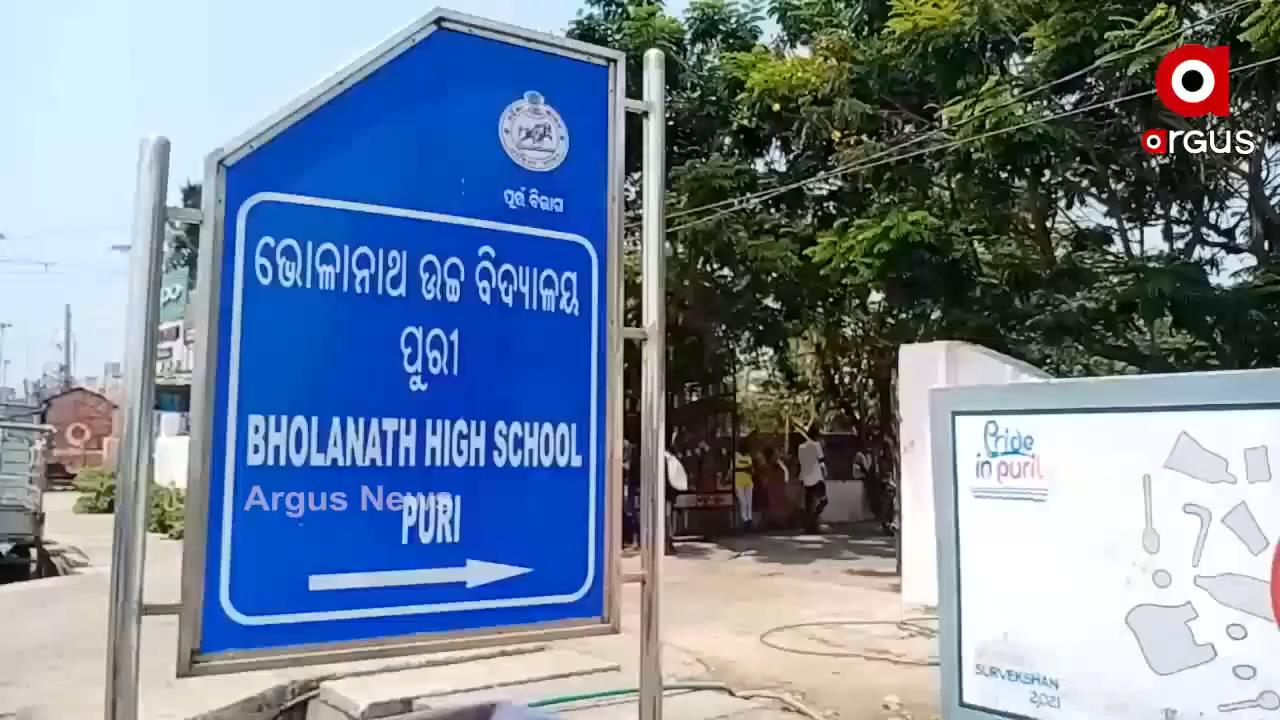 argus
ପୂର୍ତ୍ତ ବିଭାଗ
ଭୋଳାନାଥ ଉଚ୍ଚ ବିଦ୍ୟାଳୟ
ପୁରୀ
BHOLANATH HIGH SCHOOL
Argus News
PURI
Pride
in puri
SURVEKSHAN
2021